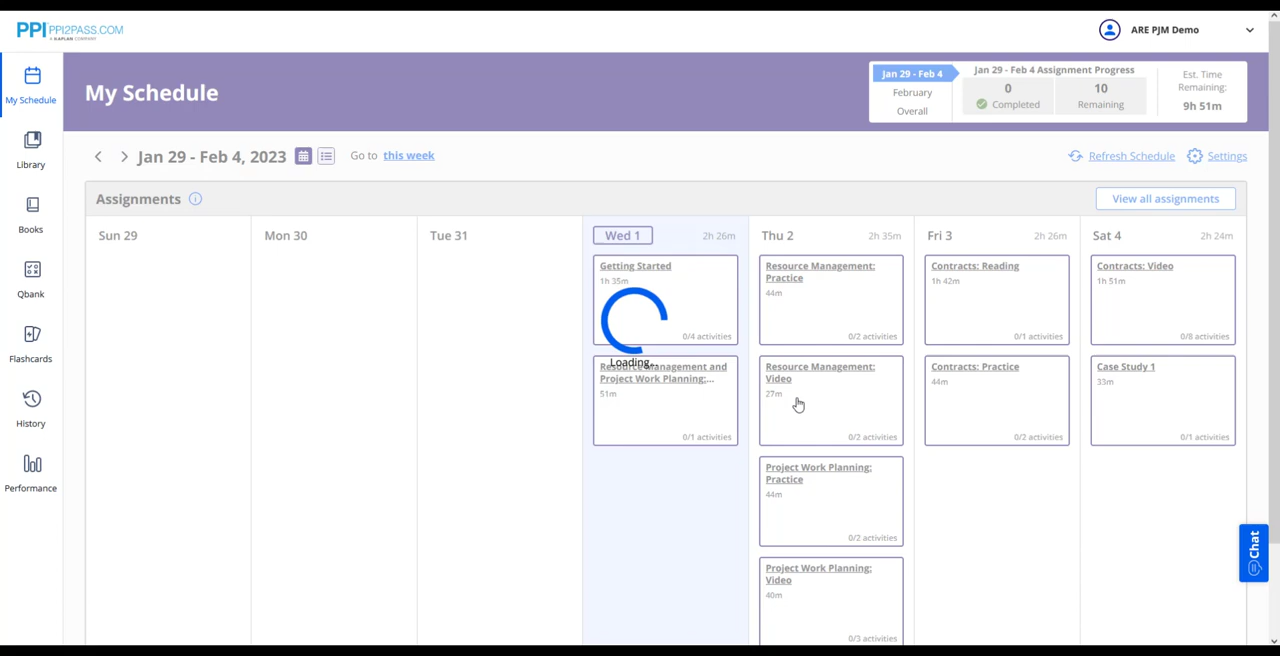 PPI PPI2PASS.COM
A KAPLAN COMPANY
ARE PJM Demo
My Schedule
Library
Books
Qbank
Flashcards
History
Performance
My Schedule
Jan 29 - Feb 4
February
Overall
Jan 29 - Feb 4 Assignment Progress
0
Completed
10
Remaining
Est. Time
Remaining:
9h 51m
Jan 29 - Feb 4, 2023
Go to this week
Refresh Schedule
Settings
Assignments
View all assignments
Sun 29
Mon 30
Tue 31
Wed 1 2h 26m
Getting Started
1h 35m
0/4 activities
Loading...
Resource Management and
Project Work Planning:...
51m
0/1 activities
Thu 2 2h 35m
Resource Management:
Practice
44m
0/2 activities
Resource Management:
Video
27m
0/2 activities
Project Work Planning:
Practice
44m
0/2 activities
Project Work Planning:
Video
40m
0/3 activities
Fri 3 2h 26m
Contracts: Reading
1h 42m
0/1 activities
Contracts: Practice
44m
0/2 activities
Sat 4 2h 24m
Contracts: Video
1h 51m
0/8 activities
Case Study 1
33m
0/1 activities
Chat